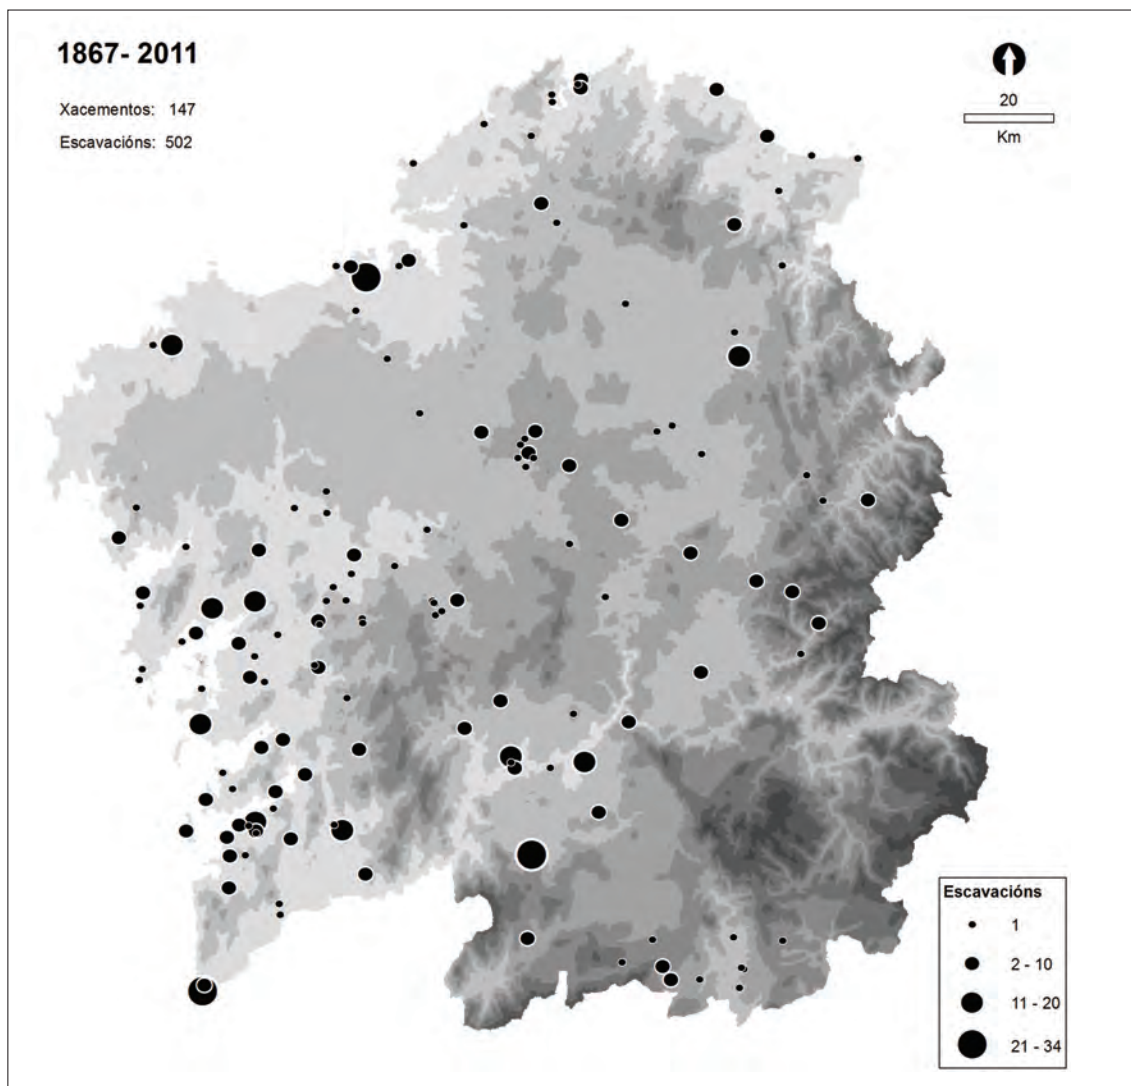 1867- 2011
Xacementos: 147
Escavacións: 502
20
Km
Escavacións
1
2 - 10
11 - 20
21 - 34